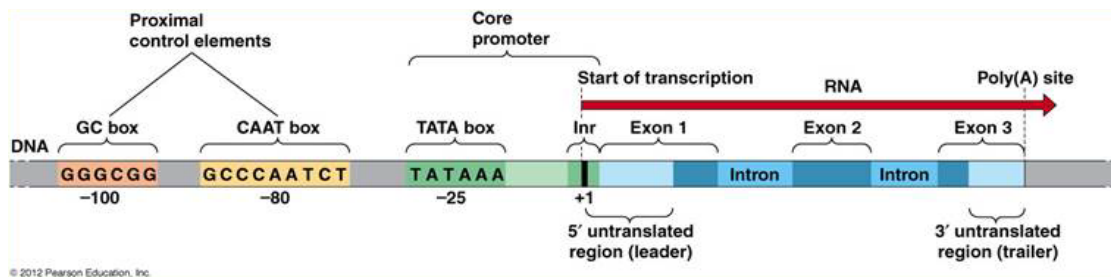 Proximal
control elements
Core
promoter
Start of transcription
RNA
Poly(A) site
DNA
GC box
CAAT box
TATA box
Inr
Exon 1
Exon 2
Exon 3
GGGCGG
GCCCAATCT
TATAAA
Intron
Intron
–100
–80
–25
+1
5′ untranslated
region (leader)
3′ untranslated
region (trailer)
© 2012 Pearson Education, Inc.